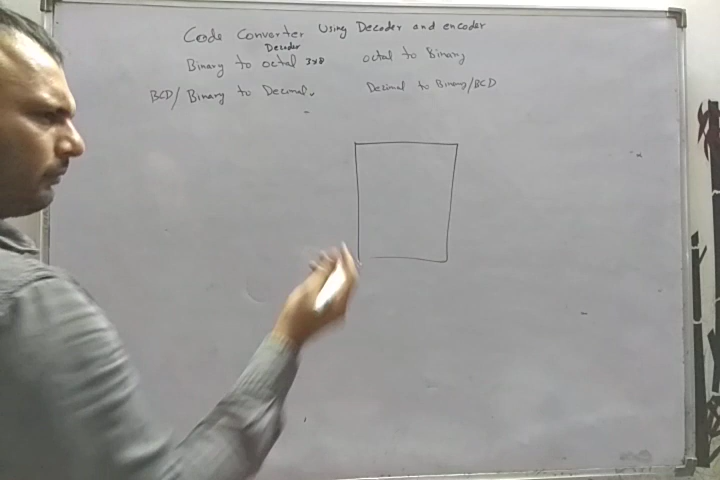 Code Converter Using Decoder and encoder
Decoder
Binary to octal 3x8 octal to Binary
BCD/Binary to Decimal. Decimal to Binary/BCD